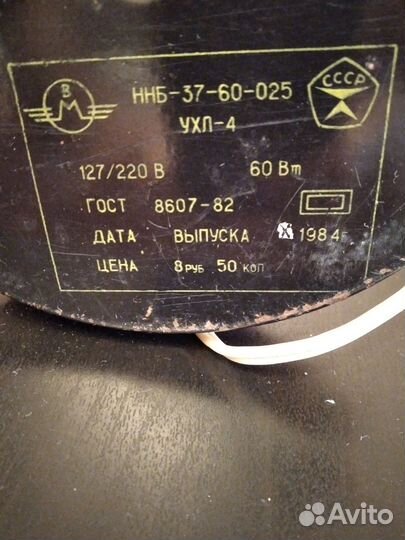 В
М
ННБ-37-60-025
СССР
УХЛ-4
127/220 В 60 Вт
ГОСТ 8607-82
ДАТА ВЫПУСКА X 1984
ЦЕНА 8 РУБ 50 КОП
Avito